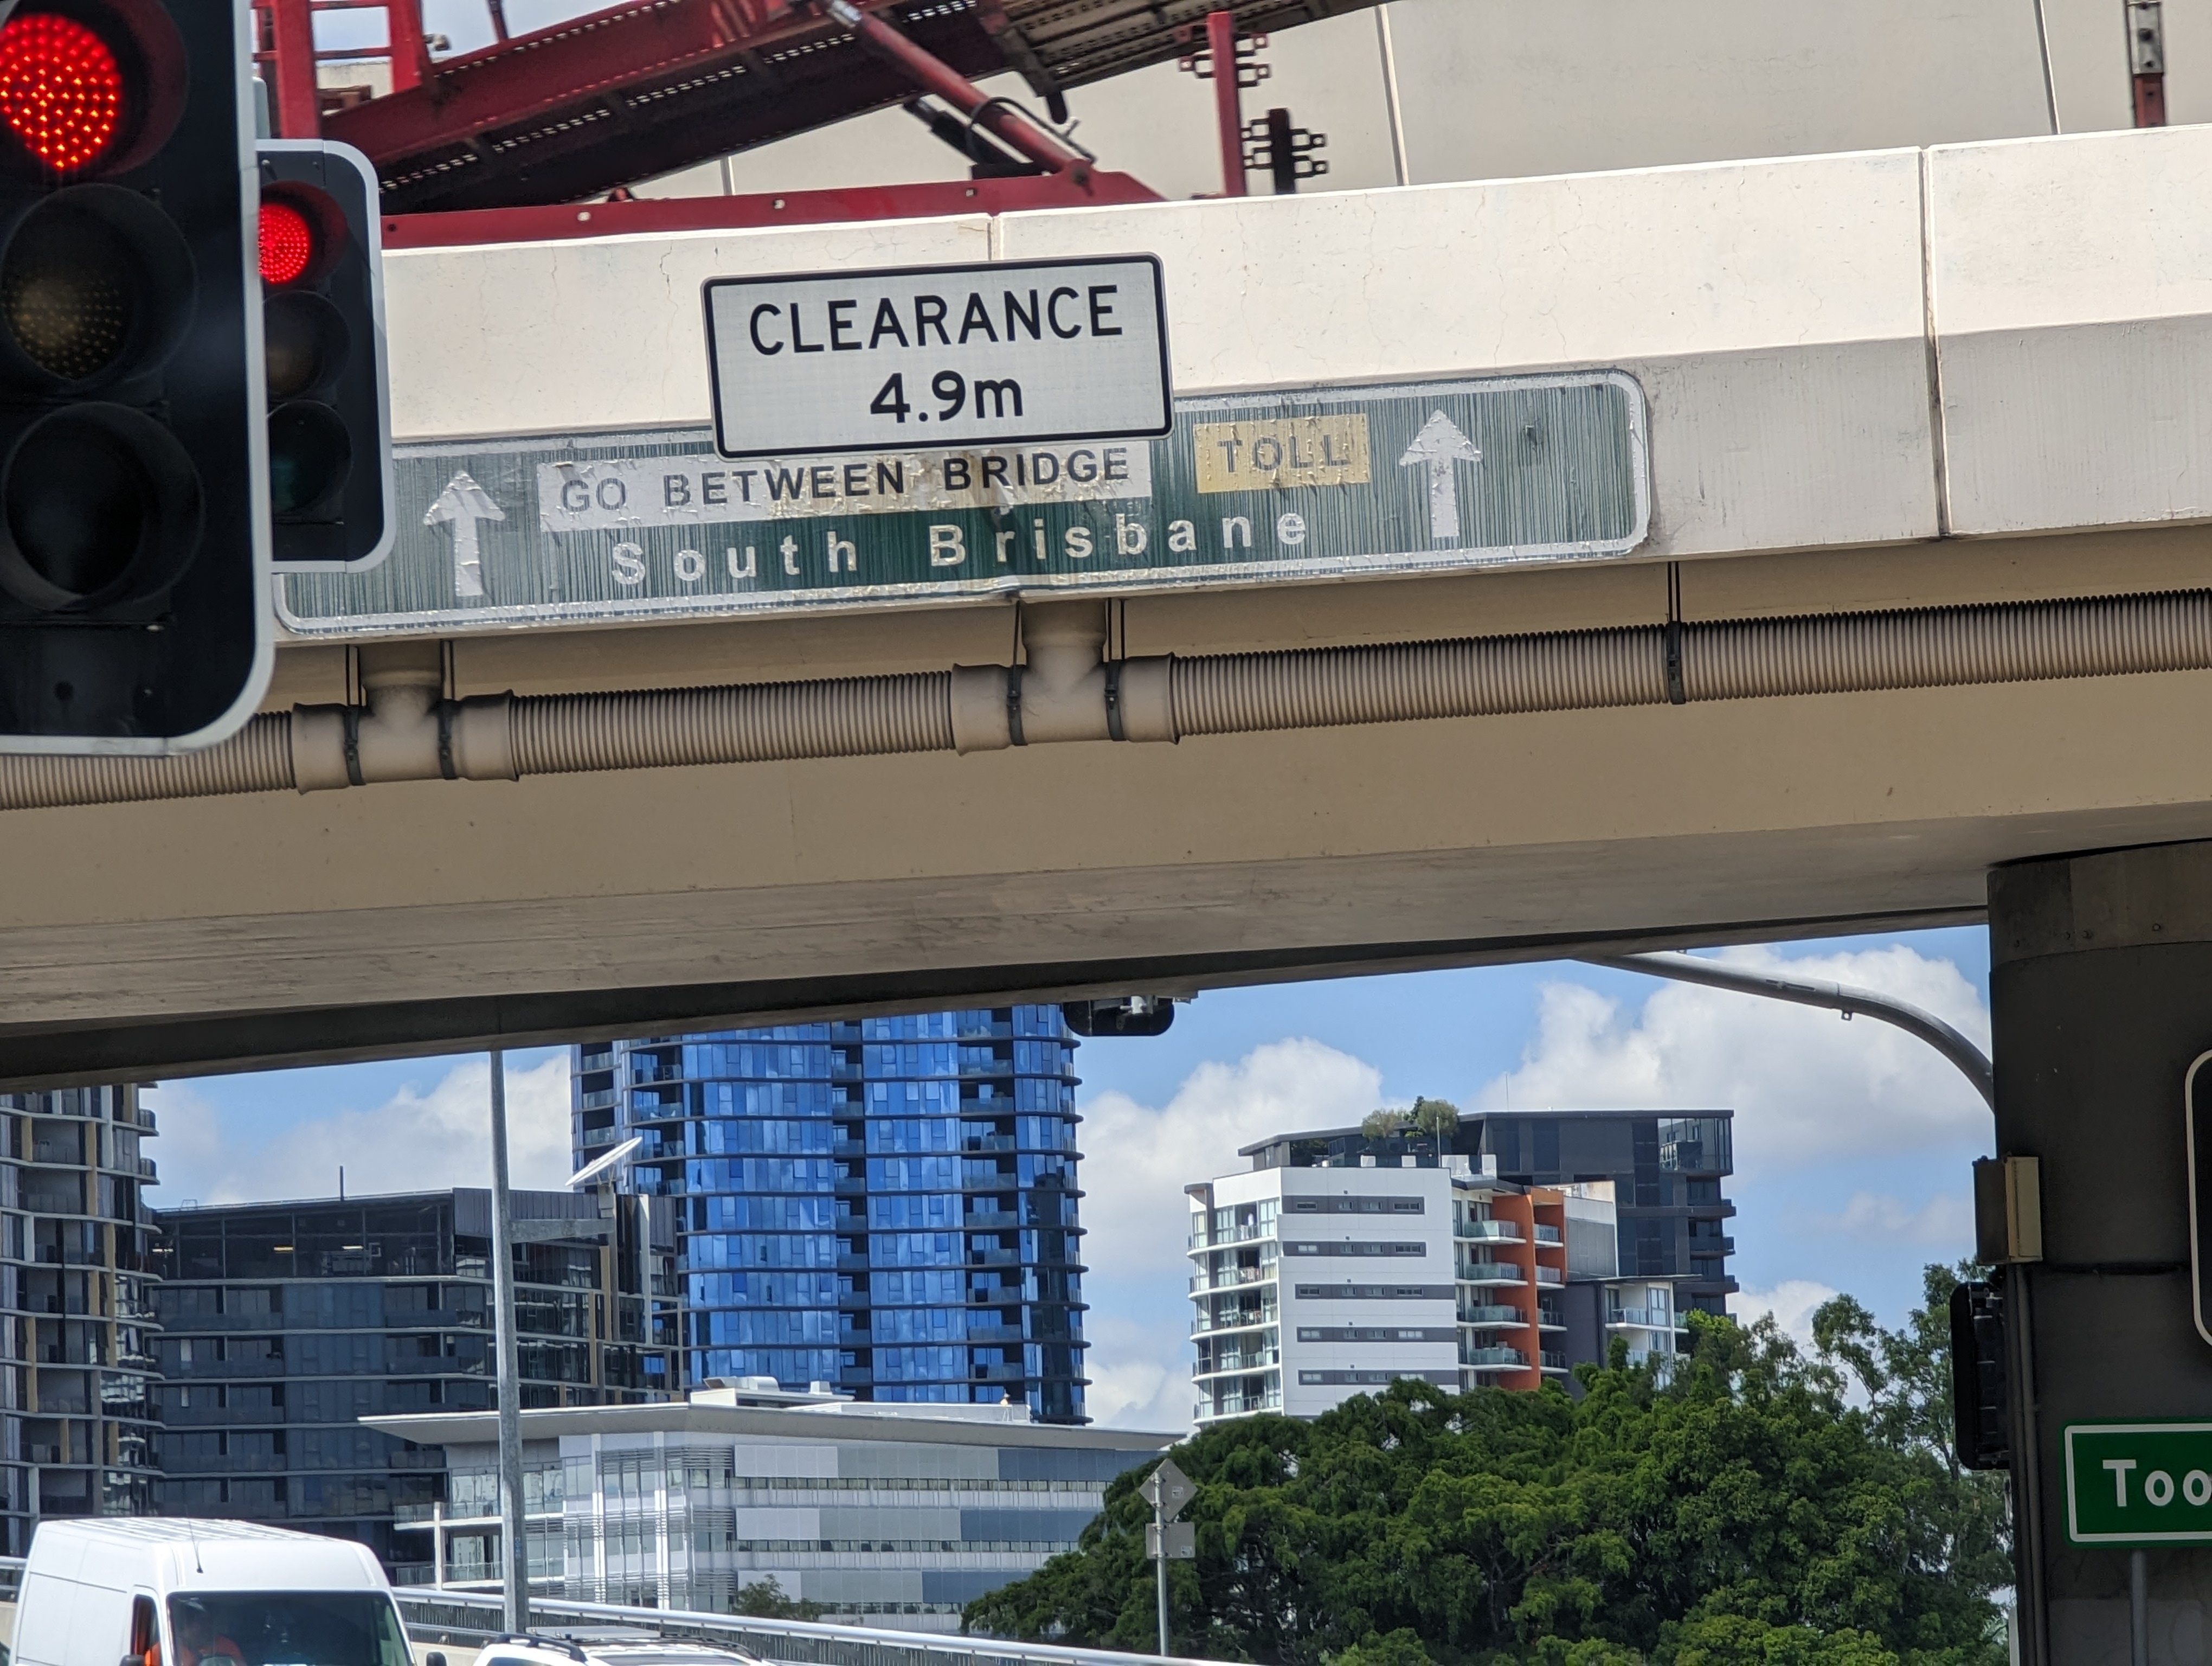 CLEARANCE
4.9m
GO BETWEEN BRIDGE TOLL
South Brisbane
Too